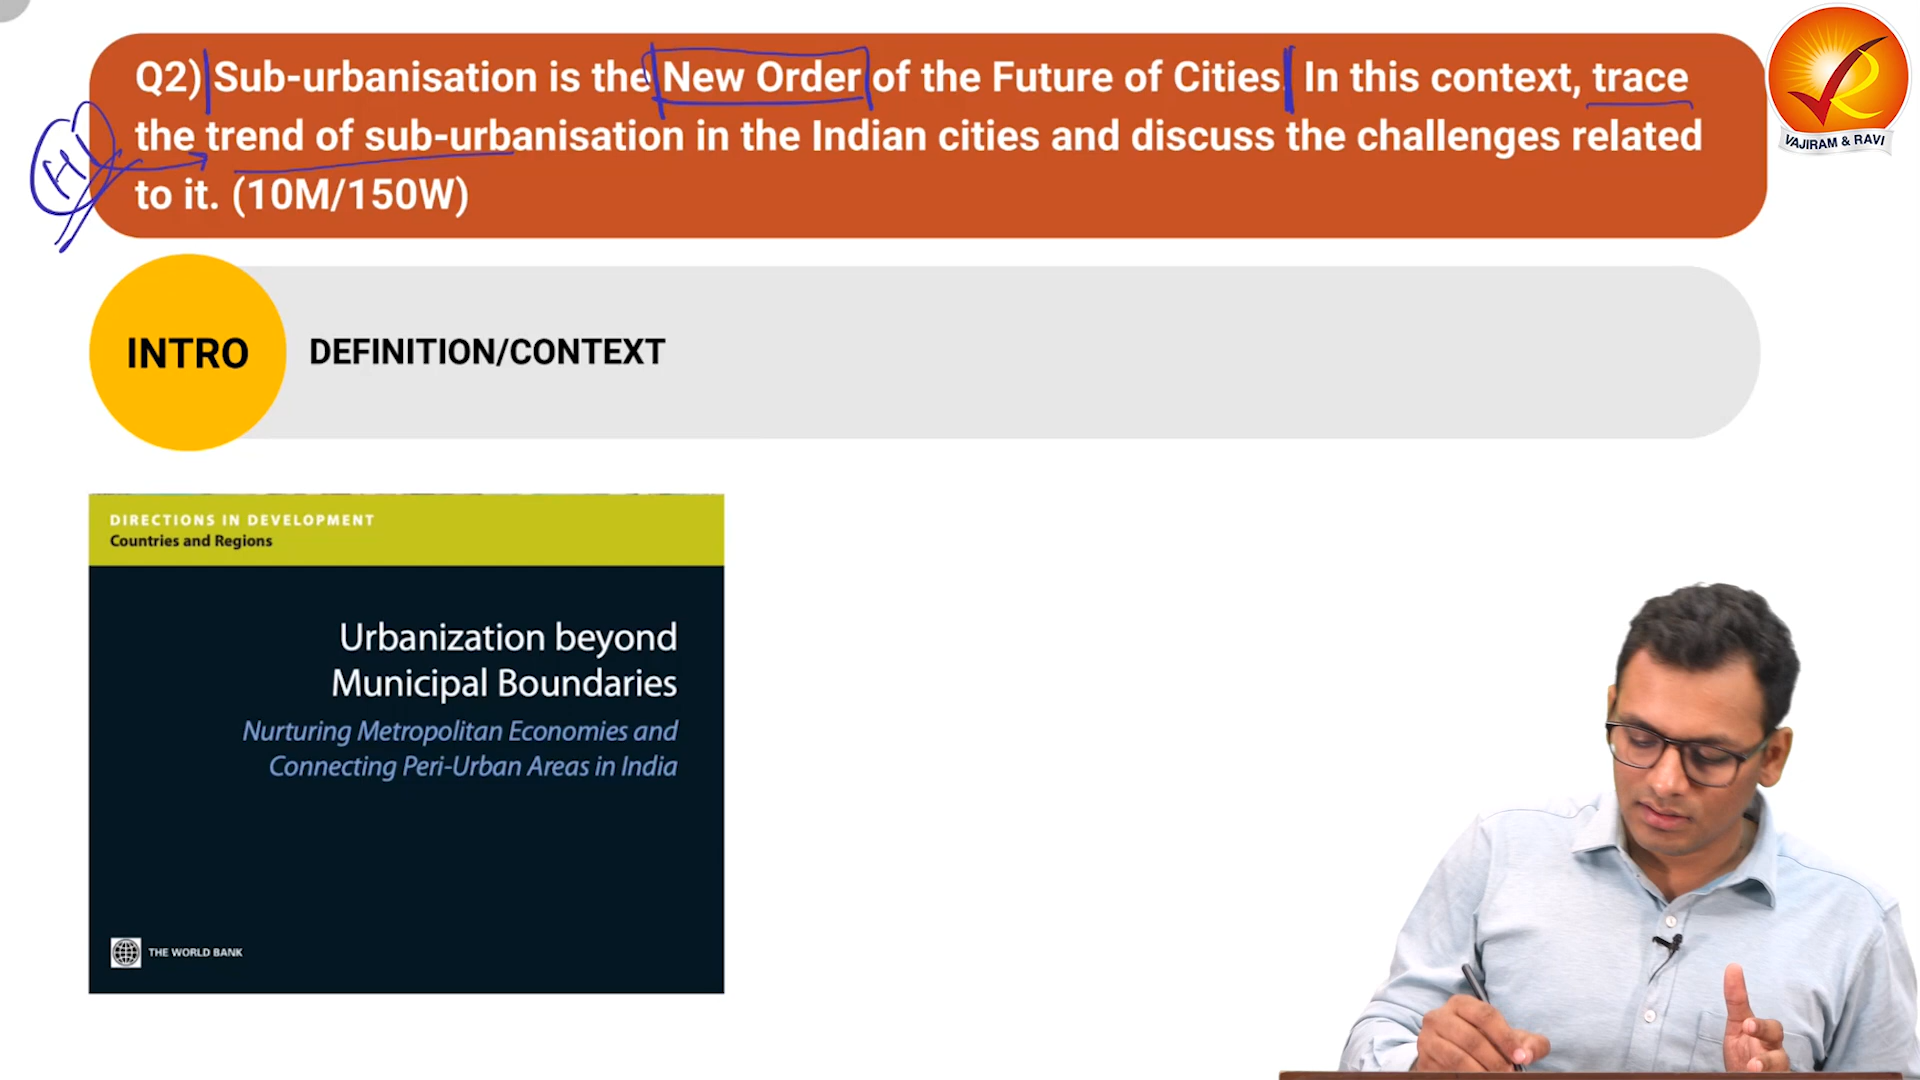 Q2) Sub-urbanisation is the New Order of the Future of Cities. In this context, trace
the trend of sub-urbanisation in the Indian cities and discuss the challenges related
to it. (10M/150W)
H
VAJIRAM & RAVI
INTRO
DEFINITION/CONTEXT
DIRECTIONS IN DEVELOPMENT
Countries and Regions
Urbanization beyond
Municipal Boundaries
Nurturing Metropolitan Economies and
Connecting Peri-Urban Areas in India
THE WORLD BANK